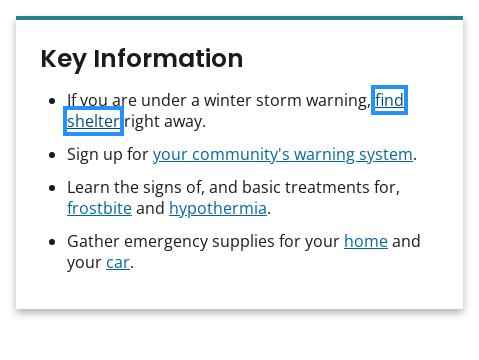 Key Information
• If you are under a winter storm warning, find
shelter right away.
• Sign up for your community's warning system.
• Learn the signs of, and basic treatments for,
frostbite and hypothermia.
• Gather emergency supplies for your home and
your car.